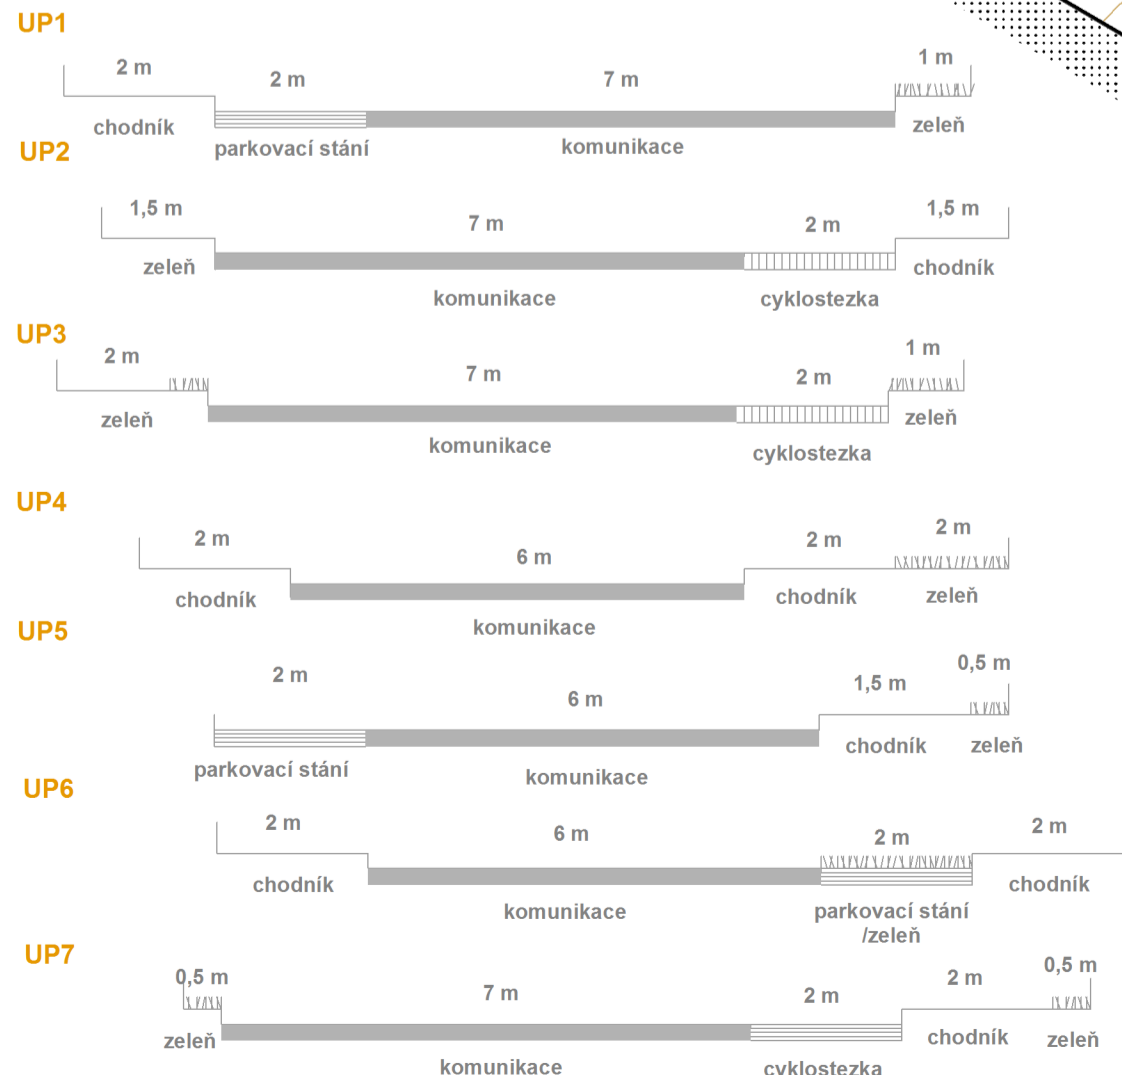 UP1
2 m 2 m 7 m 1 m
chodník parkovací stání komunikace zeleň
UP2
1,5 m 7 m 2 m 1,5 m
zeleň komunikace cyklostezka chodník
UP3
2 m 7 m 2 m 1 m
zeleň komunikace cyklostezka zeleň
UP4
2 m 6 m 2 m 2 m
chodník komunikace chodník zeleň
UP5
2 m 6 m 1,5 m 0,5 m
parkovací stání komunikace chodník zeleň
UP6
2 m 6 m 2 m 2 m
chodník komunikace parkovací stání chodník
/zeleň
UP7
0,5 m 7 m 2 m 2 m 0,5 m
zeleň komunikace cyklostezka chodník zeleň